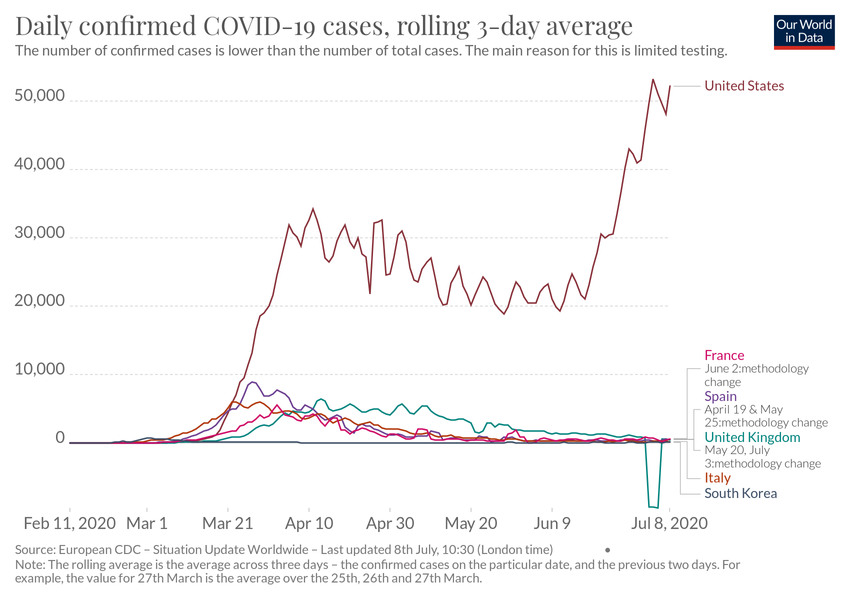 Daily confirmed COVID-19 cases, rolling 3-day average
Our World
in Data
The number of confirmed cases is lower than the number of total cases. The main reason for this is limited testing.
50,000
40,000
30,000
20,000
10,000
0
United States
France
June 2:methodology
change
Spain
April 19 & May
25:methodology change
United Kingdom
May 20, July
3:methodology change
Italy
South Korea
Feb 11, 2020 Mar 1 Mar 21 Apr 10 Apr 30 May 20 Jun 9 Jul 8, 2020
Source: European CDC – Situation Update Worldwide – Last updated 8th July, 10:30 (London time) •
Note: The rolling average is the average across three days – the confirmed cases on the particular date, and the previous two days. For
example, the value for 27th March is the average over the 25th, 26th and 27th March.